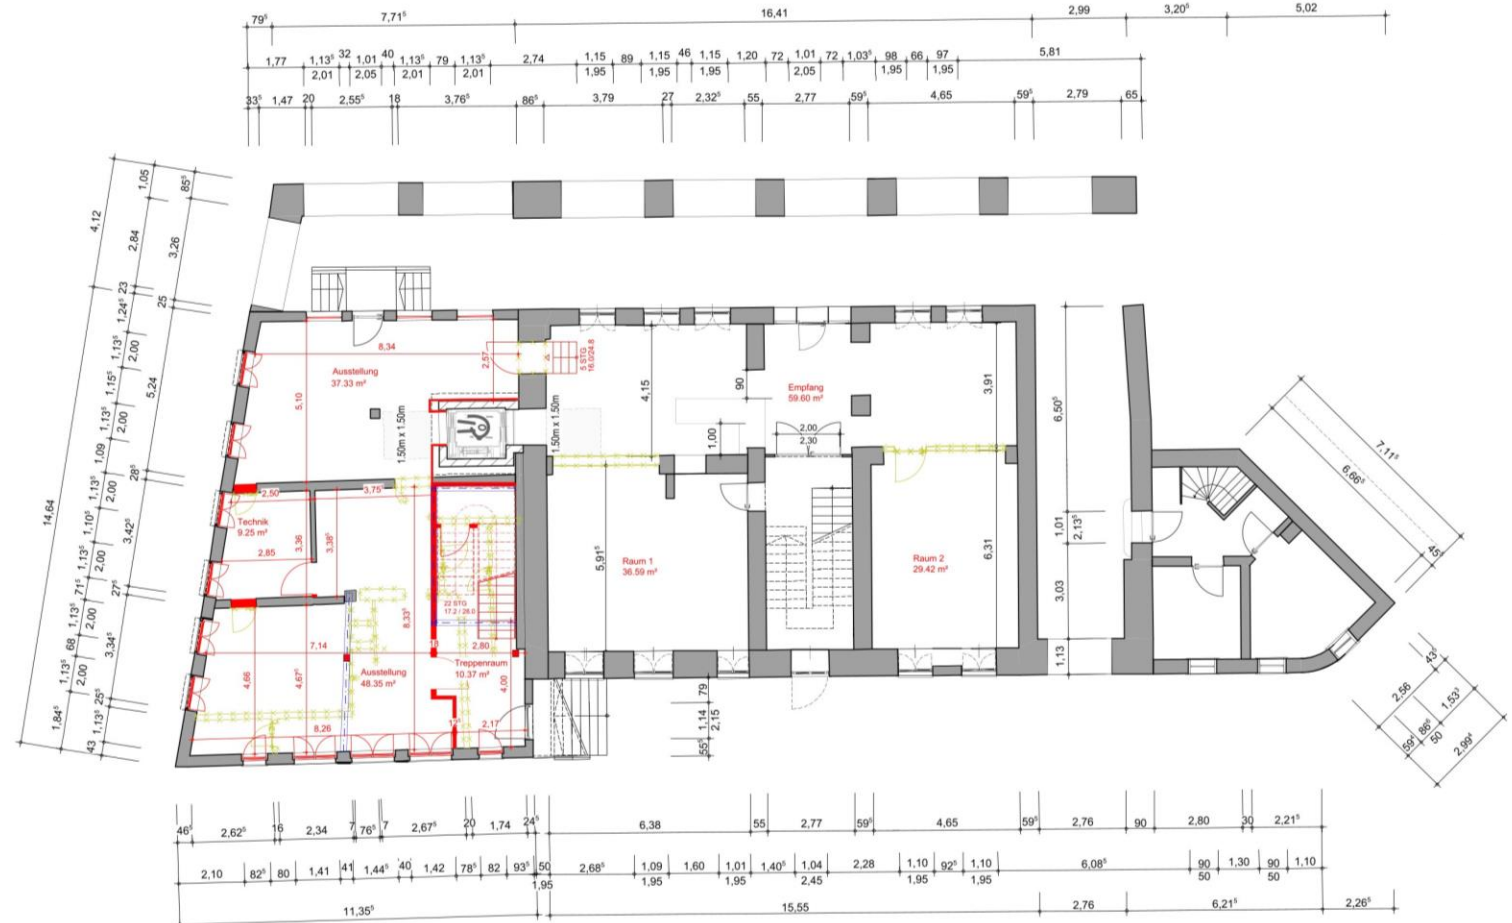 79⁵ 7,71⁵ 16,41 2,99 3,20⁵ 5,02
1,77 1,13⁵ 32 1,01 40 1,13⁵ 79 1,13⁵ 2,74 1,15 89 1,15 46 1,15 1,20 72 1,01 72 1,03⁵ 98 66 97 5,81
2,01 2,05 2,01 2,01 1,95 1,95 1,95 2,05 1,95 1,95
33⁵ 1,47 20 2,55⁵ 18 3,76⁵ 86⁵ 3,79 27 2,32⁵ 55 2,77 59⁵ 4,65 59⁵ 2,79 65
4,12 14,64
1,05 2,84 23 1,24⁵ 1,13⁵ 1,15⁵ 1,13⁵ 1,09 1,13⁵ 1,10⁵ 1,13⁵ 71⁵ 1,13⁵ 68 1,13⁵ 1,84⁵
2,00 2,00 2,00 2,00 2,00 2,00
85⁵ 3,26 25 5,24 28⁵ 3,42⁵ 27⁵ 3,34⁵ 25⁵ 1,13⁵ 43
8,34
2,57
5 STG
16.0/24.8
Ausstellung
37.33 m²
5,10
1.50m x 1.50m
1.50m x 1.50m
4,15
90
1,00
Empfang
59.60 m²
2,00
2,30
3,91
6,50⁵
1,01
2,13⁵
3,03
1,13
7,11⁵
6,66⁵
45⁵
2,50
3,75
Technik
9.25 m²
2,85
3,36
3,38⁵
8,33⁵
22 STG
17.2 / 28.0
5,91⁵
Raum 1
36.59 m²
Raum 2
29.42 m²
6,31
7,14
18
2,80
4,66
4,67⁵
Ausstellung
48.35 m²
Treppenraum
10.37 m²
4,00
8,26
2,17
79
1,14
2,15
55⁵
43⁵
2,56
1,53³
59⁴
86⁵
50
2,99⁴
46⁵ 2,62⁵ 16 2,34 7 76⁵ 7 2,67⁵ 20 1,74 24⁵ 6,38 55 2,77 59⁵ 4,65 59⁵ 2,76 90 2,80 30 2,21⁵
2,10 82⁵ 80 1,41 41 1,44⁵ 40 1,42 78⁵ 82 93⁵ 50 2,68⁵ 1,09 1,60 1,01 1,40⁵ 1,04 2,28 1,10 92⁵ 1,10 6,08⁵ 90 1,30 90 1,10
1,95 1,95 1,95 2,45 1,95 1,95 50 50
11,35⁵ 15,55 2,76 6,21⁵ 2,26⁵